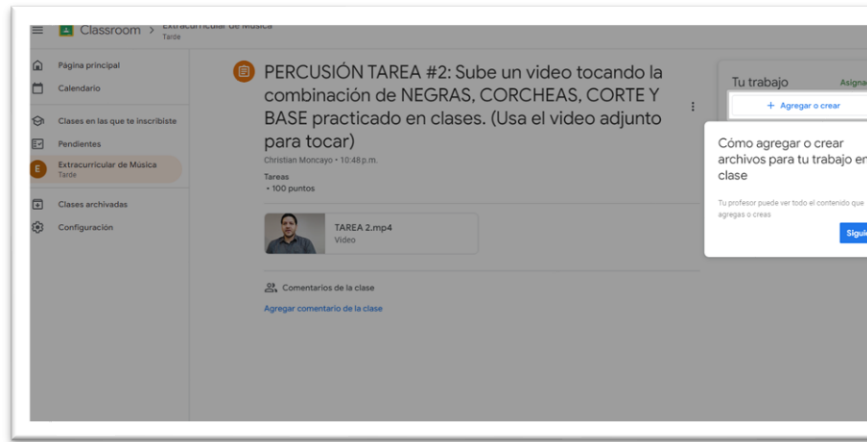 Classroom > Extracurricular de Música
Tarde
Página principal
Calendario
Clases en las que te inscribiste
Pendientes
E Extracurricular de Música
Tarde
Clases archivadas
Configuración
PERCUSIÓN TAREA #2: Sube un video tocando la
combinación de NEGRAS, CORCHEAS, CORTE Y
BASE practicado en clases. (Usa el video adjunto
para tocar)
Christian Moncayo • 10:48 p.m.
Tareas
• 100 puntos
TAREA 2.mp4
Video
Comentarios de la clase
Agregar comentario de la clase
Tu trabajo
+ Agregar o crear
Cómo agregar o crear
archivos para tu trabajo en
clase
Tu profesor puede ver todo el contenido que
agregas o creas